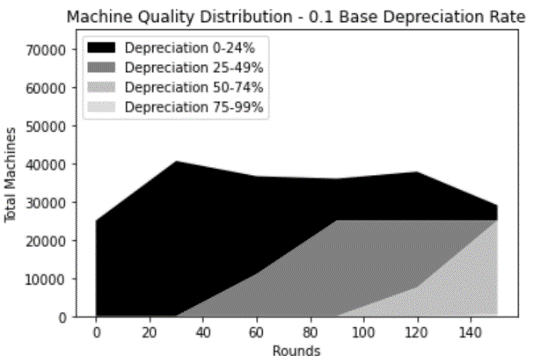 Machine Quality Distribution - 0.1 Base Depreciation Rate
Depreciation 0-24%
Depreciation 25-49%
Depreciation 50-74%
Depreciation 75-99%
Total Machines
70000
60000
50000
40000
30000
20000
10000
0
0 20 40 60 80 100 120 140
Rounds